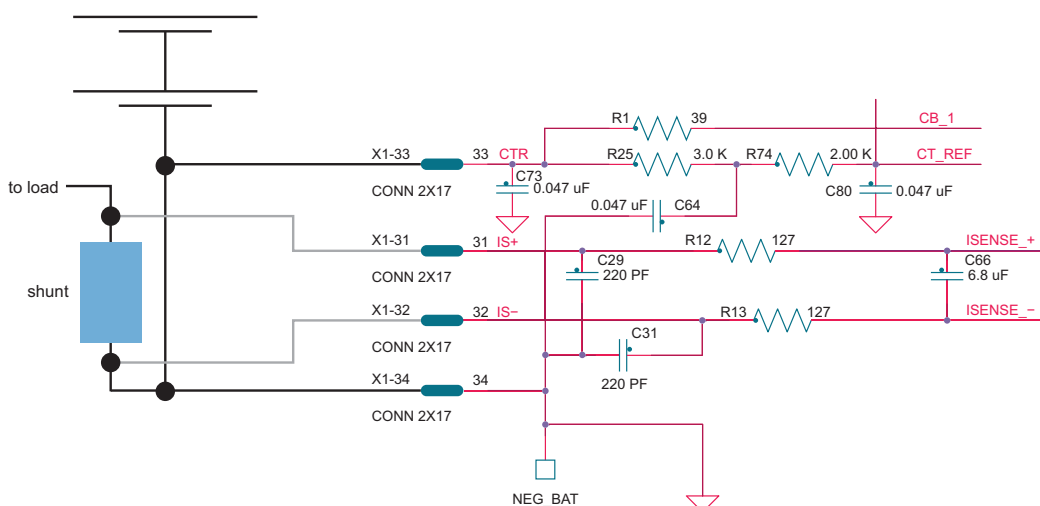 R1 39 CB_1
X1-33 33 CTR R25 3.0 K R74 2.00 K CT_REF
CONN 2X17 C73 0.047 uF C80 0.047 uF
to load
0.047 uF C64
X1-31 31 IS+ R12 127 ISENSE_+
CONN 2X17 C29 220 PF C66 6.8 uF
shunt
X1-32 32 IS− R13 127 ISENSE_−
CONN 2X17 C31
220 PF
X1-34 34
CONN 2X17
NEG_BAT